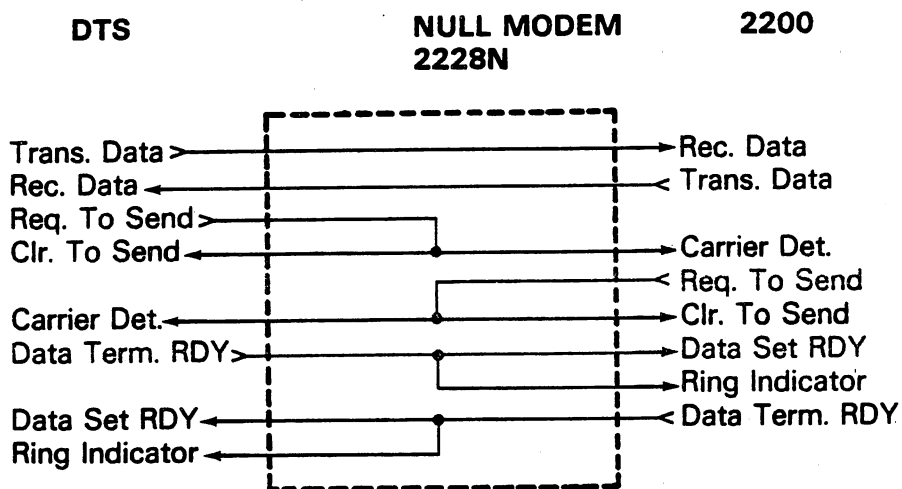 DTS
NULL MODEM
2228N
2200
Trans. Data
Rec. Data
Req. To Send
Clr. To Send
Carrier Det.
Data Term. RDY
Data Set RDY
Ring Indicator
Rec. Data
Trans. Data
Carrier Det.
Req. To Send
Clr. To Send
Data Set RDY
Ring Indicator
Data Term. RDY